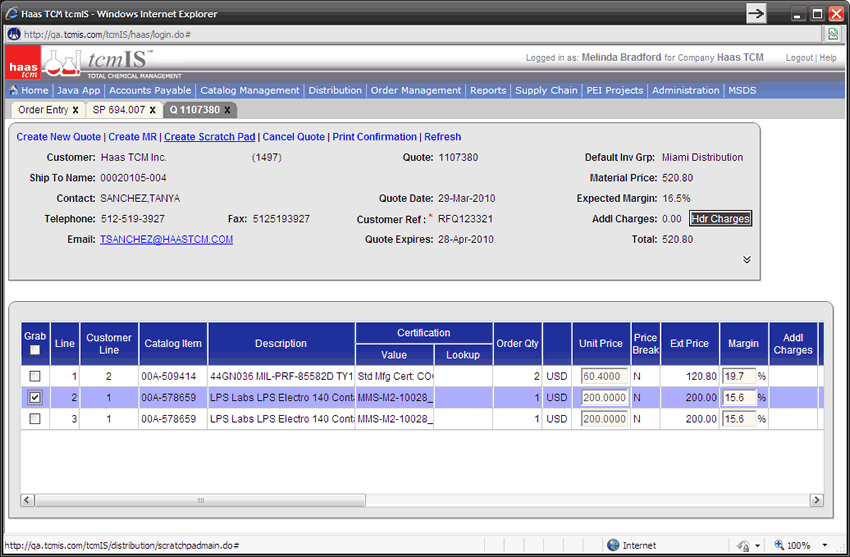 Haas TCM tcmIS - Windows Internet Explorer
http://qa.tcmis.com/tcmIS/haas/login.do#
haas tcm tcmIS™ TOTAL CHEMICAL MANAGEMENT
Logged in as: Melinda Bradford for Company Haas TCM Logout | Help
Home | Java App | Accounts Payable | Catalog Management | Distribution | Order Management | Reports | Supply Chain | PEI Projects | Administration | MSDS
Order Entry x SP 694.007 x Q 1107380 x
Create New Quote | Create MR | Create Scratch Pad | Cancel Quote | Print Confirmation | Refresh
Customer: Haas TCM Inc. (1497) Quote: 1107380 Default Inv Grp: Miami Distribution
Ship To Name: 00020105-004 Material Price: 520.80
Contact: SANCHEZ,TANYA Quote Date: 29-Mar-2010 Expected Margin: 16.5%
Telephone: 512-519-3927 Fax: 5125193927 Customer Ref :* RFQ123321 Addl Charges: 0.00 Hdr Charges
Email: TSANCHEZ@HAASTCM.COM Quote Expires: 28-Apr-2010 Total: 520.80
Grab Line Customer Line Catalog Item Description Certification Value Lookup Order Qty Unit Price Price Break Ext Price Margin Addl Charges
1 2 00A-509414 44GN036 MIL-PRF-85582D TY1 Std Mfg Cert: CO 2 USD 60.4000 N 120.80 19.7 %
2 1 00A-578659 LPS Labs LPS Electro 140 Conta MMS-M2-10028_ 1 USD 200.0000 N 200.00 15.6 %
3 1 00A-578659 LPS Labs LPS Electro 140 Conta MMS-M2-10028_ 1 USD 200.0000 N 200.00 15.6 %
http://qa.tcmis.com/tcmIS/distribution/scratchpadmain.do# Internet 100%